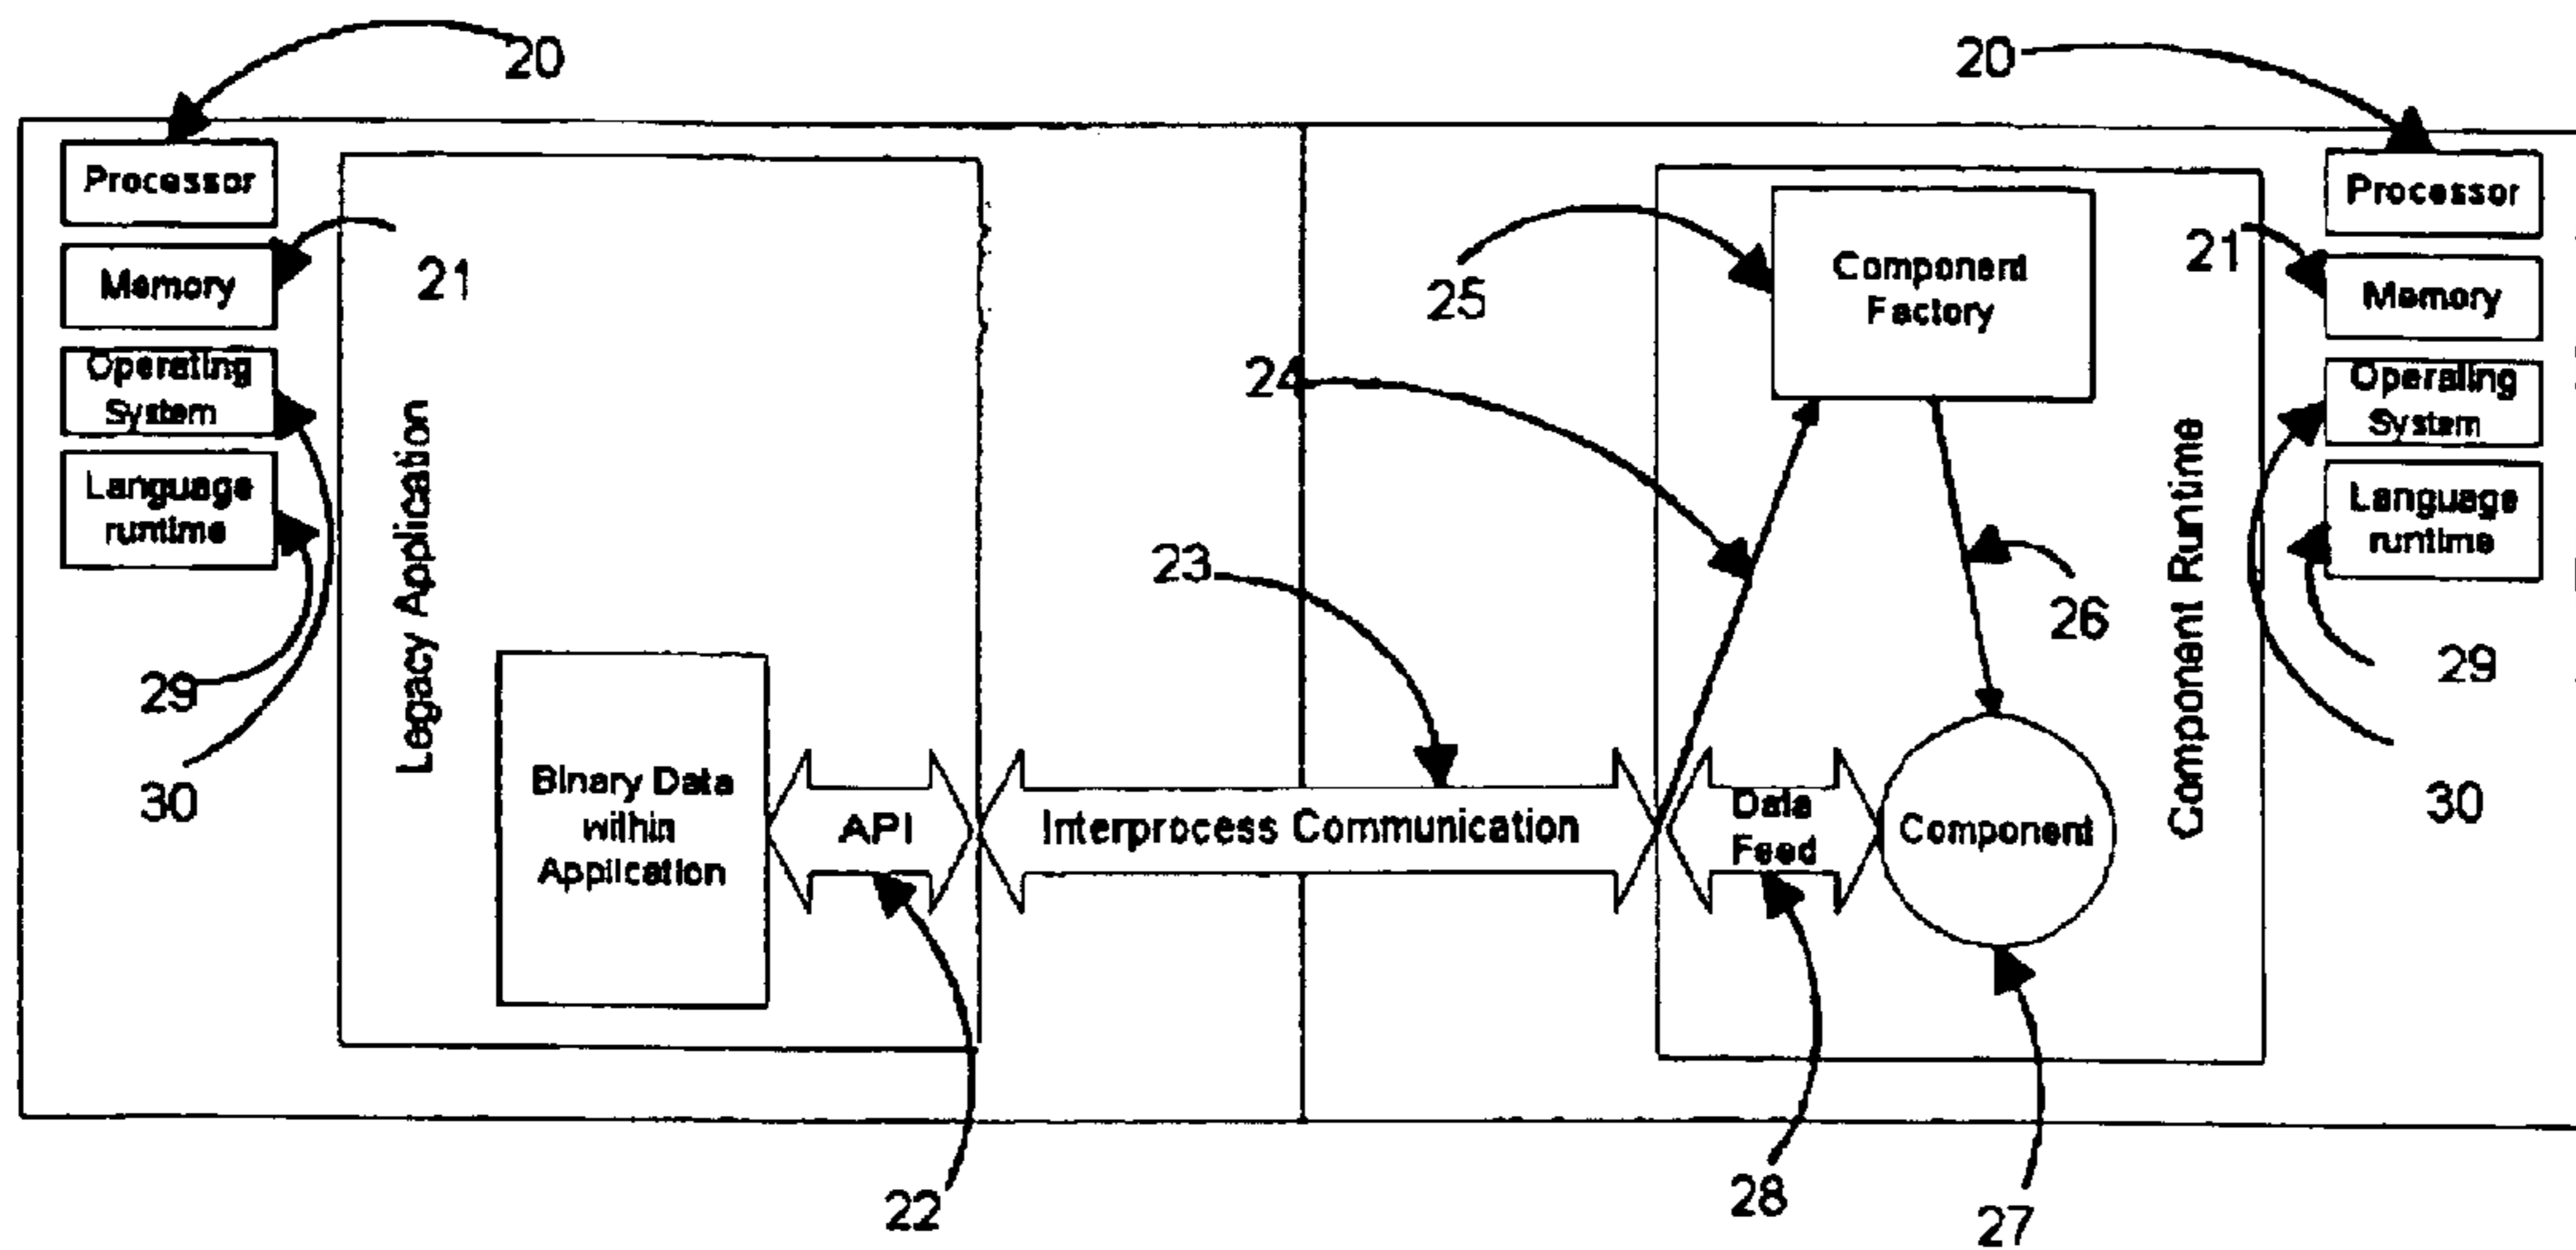 20
20
Processor
Memory
Operating
System
Language
runtime
21
Legacy Application
29
30
Binary Data
within
Application
API
22
Interprocess Communication
23
24
25
Component
Factory
26
Data
Feed
Component
28
27
Component Runtime
21
Processor
Memory
Operating
System
Language
runtime
29
30